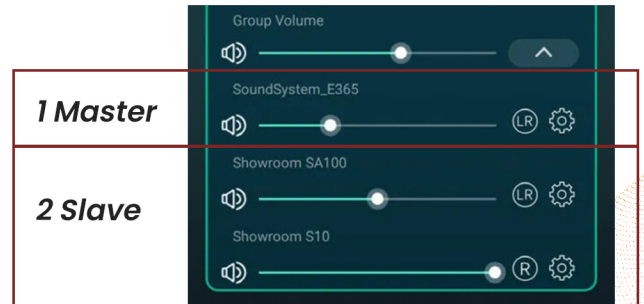 Group Volume
1 Master
SoundSystem_E365
LR
2 Slave
Showroom SA100
LR
Showroom S10
R